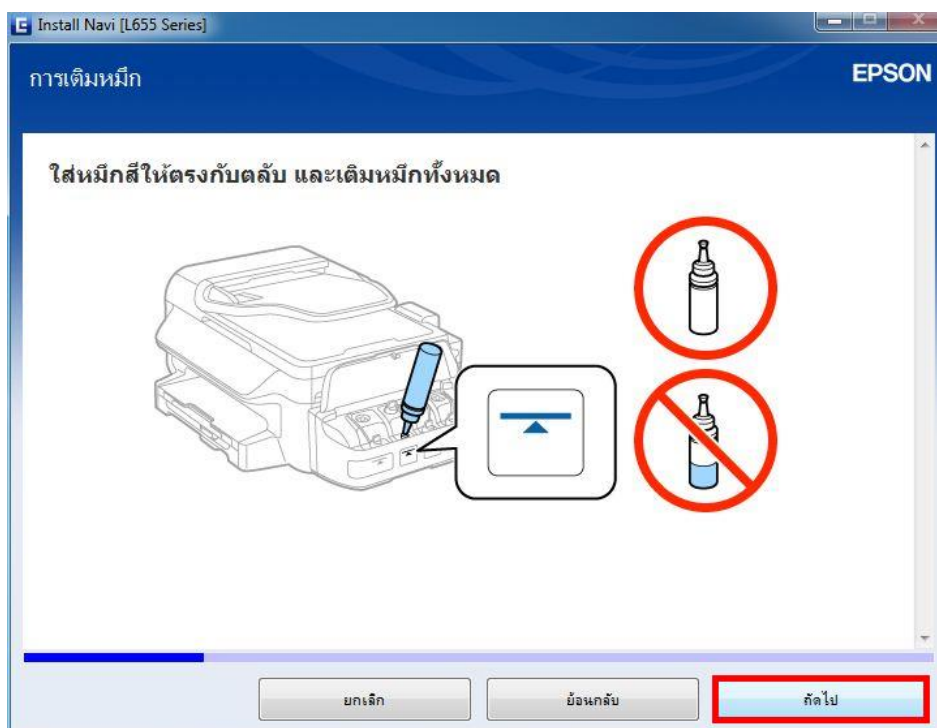 Install Navi [L655 Series]
การเติมหมึก
EPSON
ใส่หมึกสีให้ตรงกับตลับ และเติมหมึกทั้งหมด
ยกเลิก
ย้อนกลับ
ถัดไป